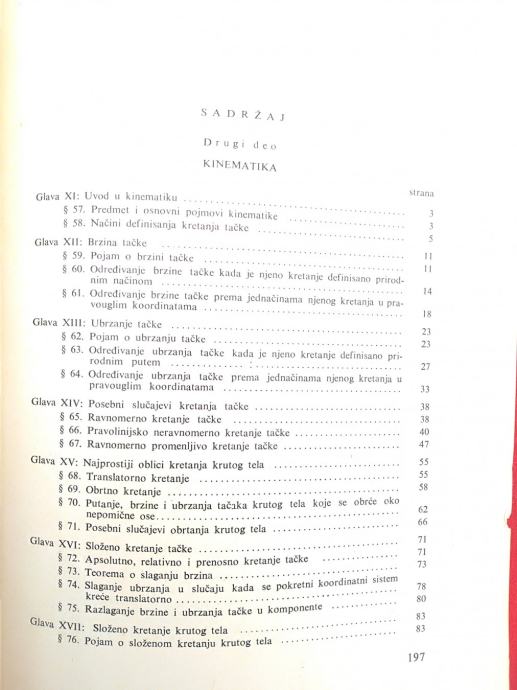 SADRŽAJ
Drugi deo
KINEMATIKA
strana
Glava XI: Uvod u kinematiku 3
§ 57. Predmet i osnovni pojmovi kinematike 3
§ 58. Načini definisanja kretanja tačke 5
Glava XII: Brzina tačke 11
§ 59. Pojam o brzini tačke 11
§ 60. Određivanje brzine tačke kada je njeno kretanje definisano prirod-
nim načinom 14
§ 61. Određivanje brzine tačke prema jednačinama njenog kretanja u pra-
vouglim koordinatama 18
Glava XIII: Ubrzanje tačke 23
§ 62. Pojam o ubrzanju tačke 23
§ 63. Određivanje ubrzanja tačke kada je njeno kretanje definisano pri-
rodnim putem 27
§ 64. Određivanje ubrzanja tačke prema jednačinama njenog kretanja u
pravouglim koordinatama 33
Glava XIV: Posebni slučajevi kretanja tačke 38
§ 65. Ravnomerno kretanje tačke 38
§ 66. Pravolinijsko neravnomerno kretanje tačke 40
§ 67. Ravnomerno promenljivo kretanje tačke 47
Glava XV: Najprostiji oblici kretanja krutog tela 55
§ 68. Translatorno kretanje 55
§ 69. Obrtno kretanje 58
§ 70. Putanje, brzine i ubrzanja tačaka krutog tela koje se obrće oko
nepomične ose 62
§ 71. Posebni slučajevi obrtanja krutog tela 66
Glava XVI: Složeno kretanje tačke 71
§ 72. Apsolutno, relativno i prenosno kretanje tačke 71
§ 73. Teorema o slaganju brzina 73
§ 74. Slaganje ubrzanja u slučaju kada se pokretni koordinatni sistem
kreće translatorno 78
§ 75. Razlaganje brzine i ubrzanja tačke u komponente 80
Glava XVII: Složeno kretanje krutog tela 83
§ 76. Pojam o složenom kretanju krutog tela 83
197